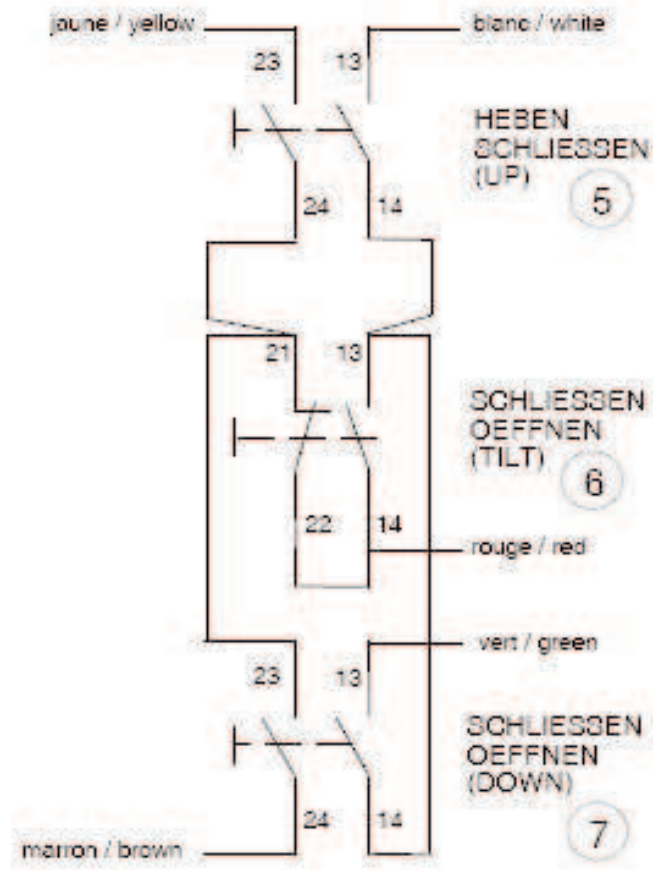 jaune / yellow
blanc / white
23
13
HEBEN
SCHLIESSEN
(UP)
5
24
14
21
13
SCHLIESSEN
OEFFNEN
(TILT)
6
22
14
rouge / red
vert / green
23
13
SCHLIESSEN
OEFFNEN
(DOWN)
7
24
14
marron / brown